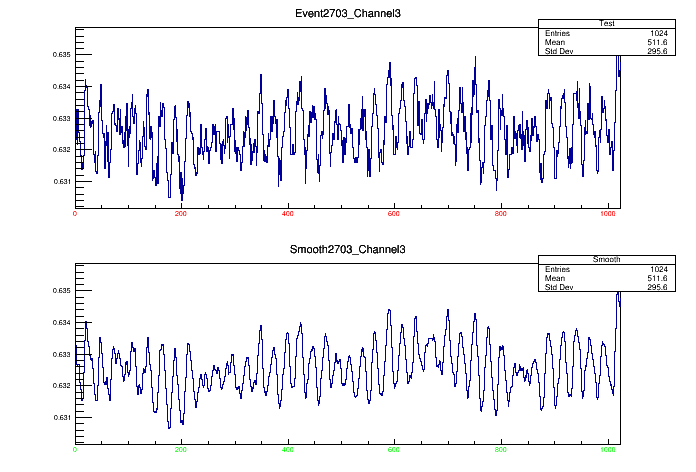 Event2703_Channel3
Test
Entries 1024
Mean 511.6
Std Dev 295.6
0.635
0.634
0.633
0.632
0.631
0 200 400 600 800 1000
Smooth2703_Channel3
Smooth
Entries 1024
Mean 511.6
Std Dev 295.6
0.635
0.634
0.633
0.632
0.631
0 200 400 600 800 1000